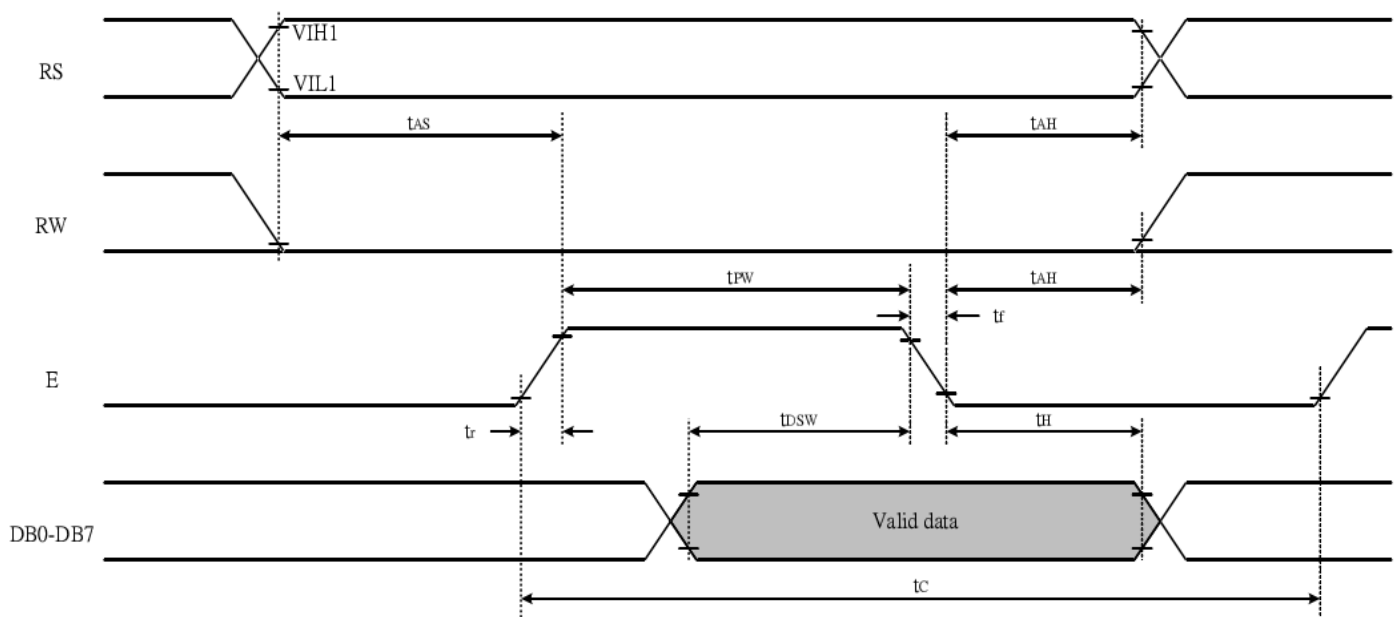 VIH1
RS
VIL1
tAS
tAH
RW
tPW
tAH
tf
E
tr
tDSW
tH
DB0-DB7
Valid data
tC